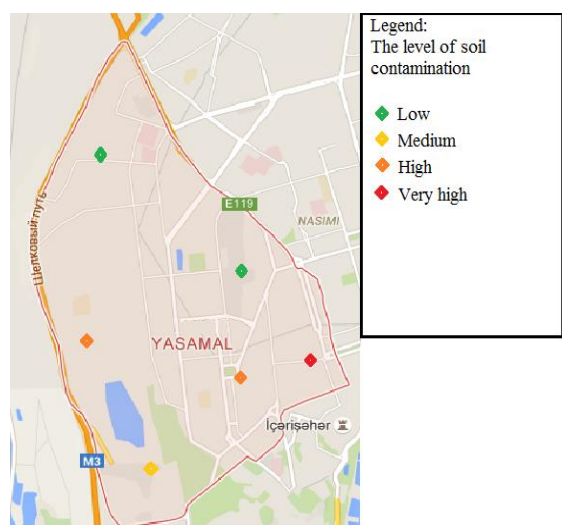 Legend:
The level of soil
contamination
Low
Medium
High
Very high
Шелковый путь
E119
NASIMI
YASAMAL
İçərişəhər
M3